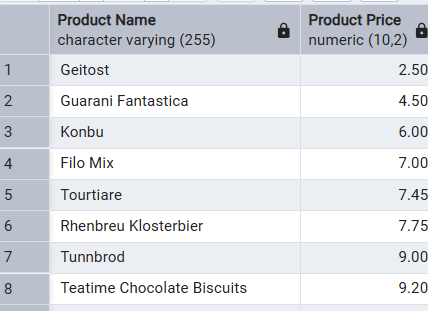 Product Name Product Price
character varying (255) numeric (10,2)
1 Geitost 2.50
2 Guarani Fantastica 4.50
3 Konbu 6.00
4 Filo Mix 7.00
5 Tourtiare 7.45
6 Rhenbreu Klosterbier 7.75
7 Tunnbrod 9.00
8 Teatime Chocolate Biscuits 9.20